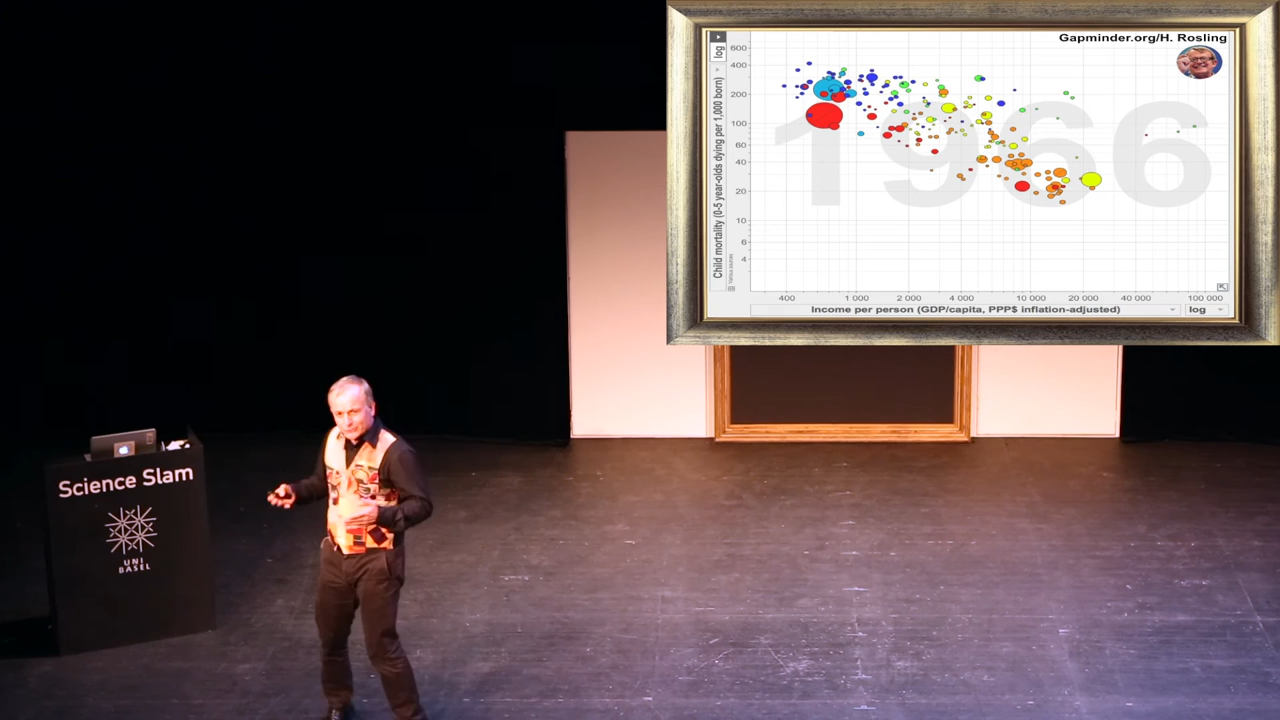 Gapminder.org/H. Rosling
1966
log
Child mortality (0-5 year-olds dying per 1,000 born)
600
400
200
100
60
40
20
10
6
4
400
1 000
2 000
4 000
10 000
20 000
40 000
100 000
Income per person (GDP/capita, PPP$ inflation-adjusted)
log
Science Slam
UNI
BASEL